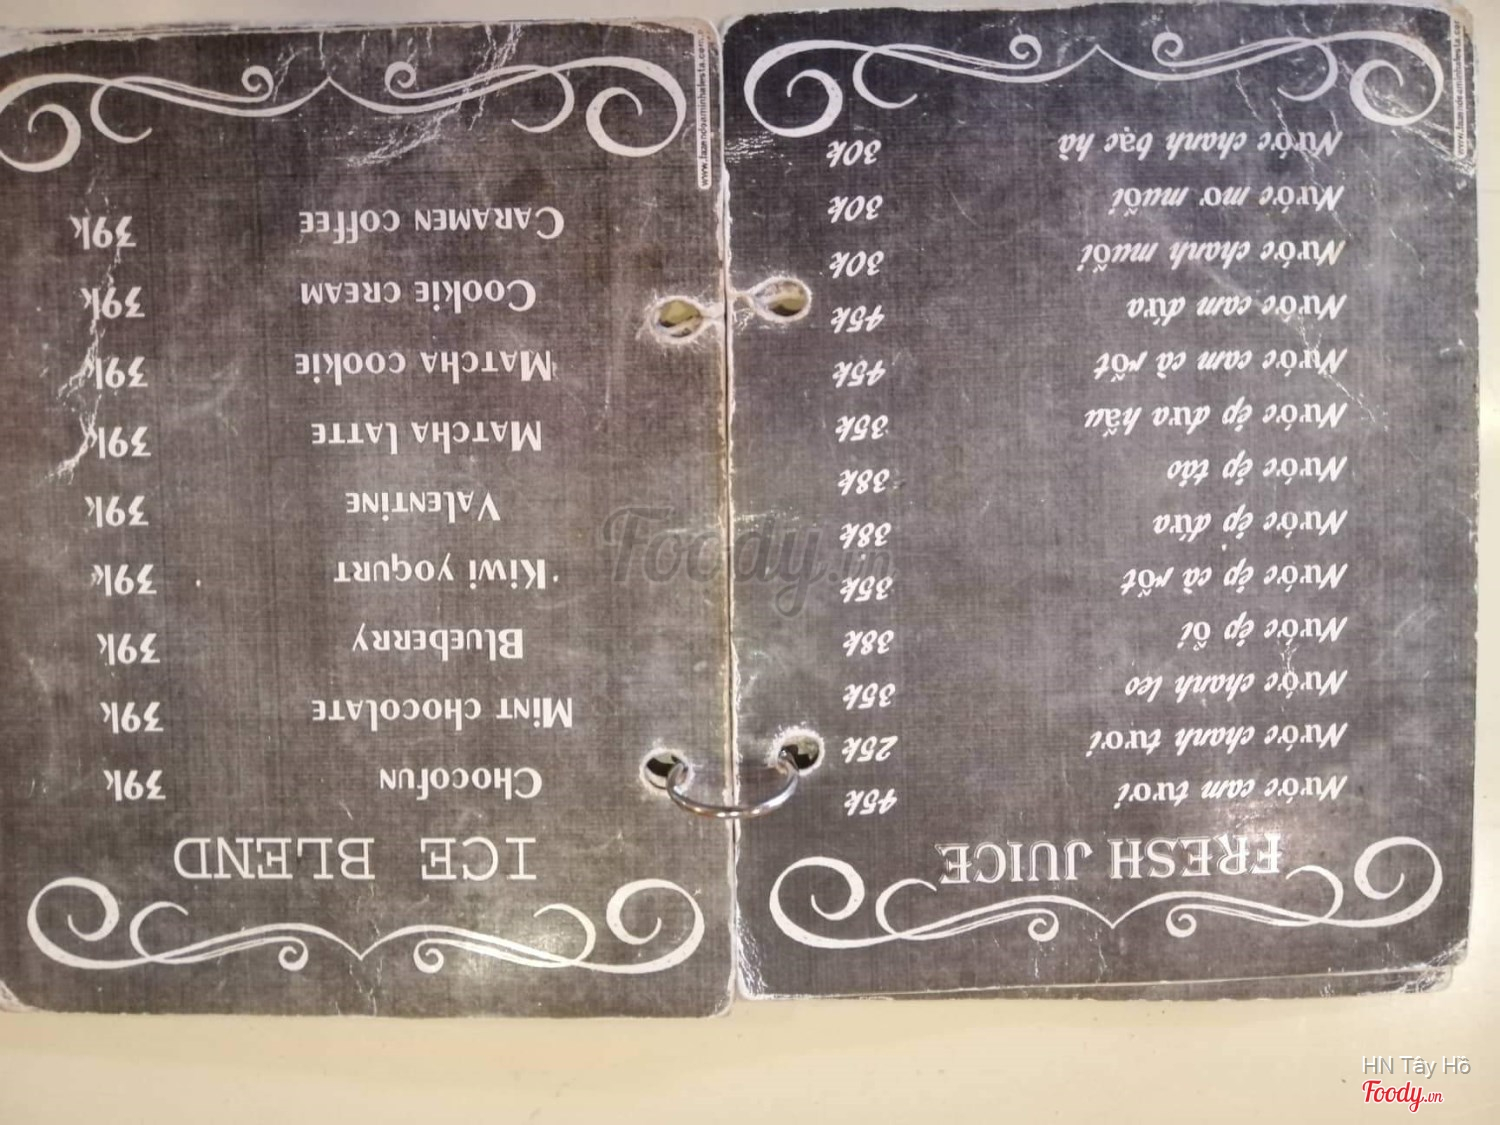 FRESH JUICE
Nước cam tươi 45k
Nước chanh tươi 25k
Nước chanh leo 35k
Nước ép ổi 38k
Nước ép cà rốt 35k
Nước ép dứa 38k
Nước ép táo 38k
Nước ép dưa hấu 35k
Nước cam cà rốt 45k
Nước cam dứa 45k
Nước chanh muối 30k
Nước mơ muối 30k
Nước chanh bạc hà 30k
ICE BLEND
Chocofun 39k
Mint chocolate 39k
Blueberry 39k
Kiwi yogurt 39k
Valentine 39k
Matcha latte 39k
Matcha cookie 39k
Cookie cream 39k
Caramen coffee 39k
Foody.vn
HN Tây Hồ
Foody.vn